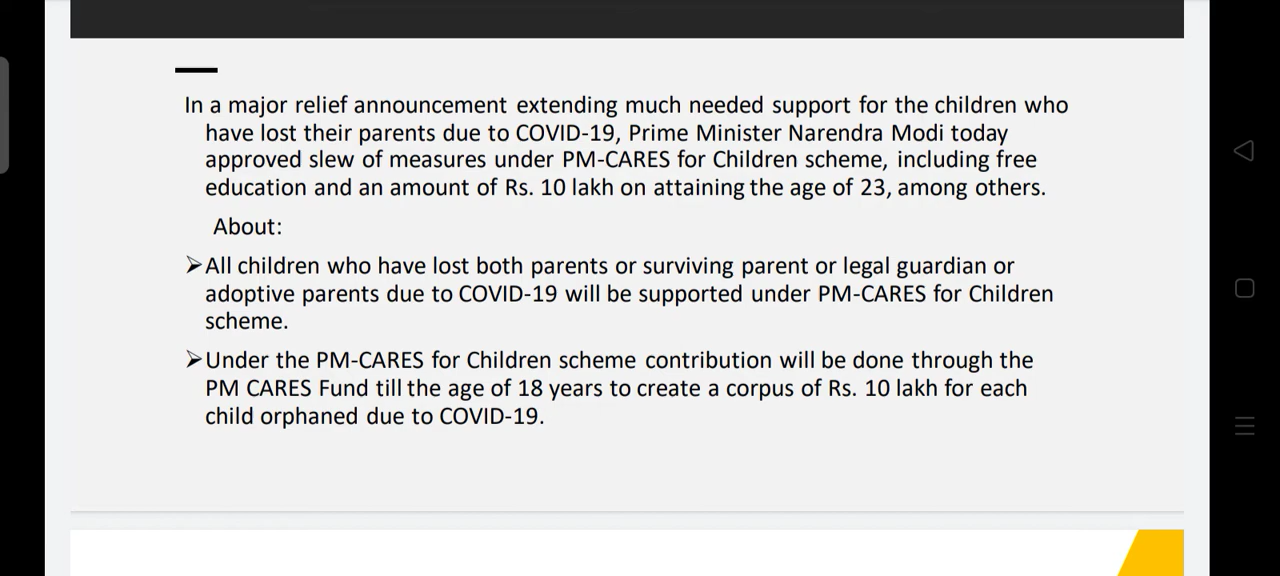 In a major relief announcement extending much needed support for the children who
have lost their parents due to COVID-19, Prime Minister Narendra Modi today
approved slew of measures under PM-CARES for Children scheme, including free
education and an amount of Rs. 10 lakh on attaining the age of 23, among others.
About:
➢All children who have lost both parents or surviving parent or legal guardian or
adoptive parents due to COVID-19 will be supported under PM-CARES for Children
scheme.
➢Under the PM-CARES for Children scheme contribution will be done through the
PM CARES Fund till the age of 18 years to create a corpus of Rs. 10 lakh for each
child orphaned due to COVID-19.